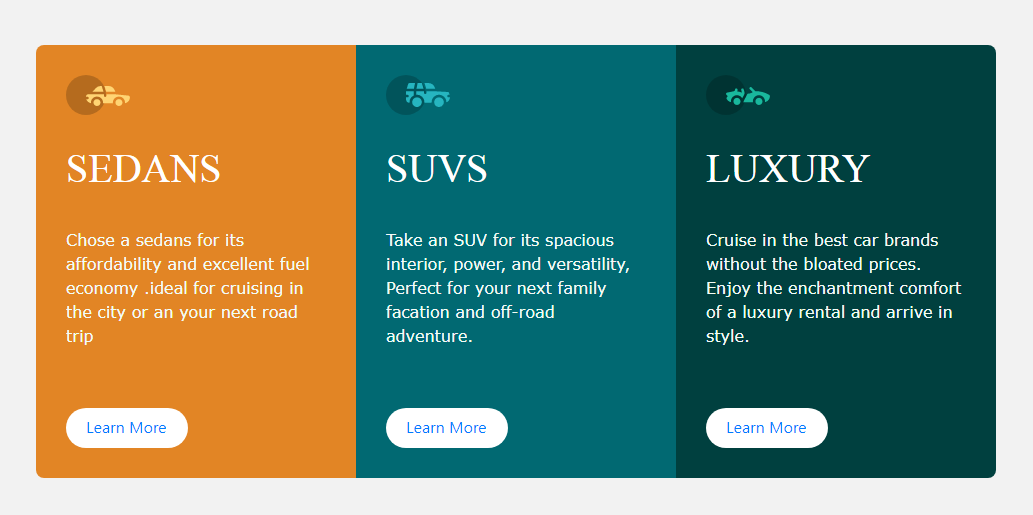 SEDANS
Chose a sedans for its
affordability and excellent fuel
economy .ideal for cruising in
the city or an your next road
trip
Learn More
SUVS
Take an SUV for its spacious
interior, power, and versatility,
Perfect for your next family
facation and off-road
adventure.
Learn More
LUXURY
Cruise in the best car brands
without the bloated prices.
Enjoy the enchantment comfort
of a luxury rental and arrive in
style.
Learn More